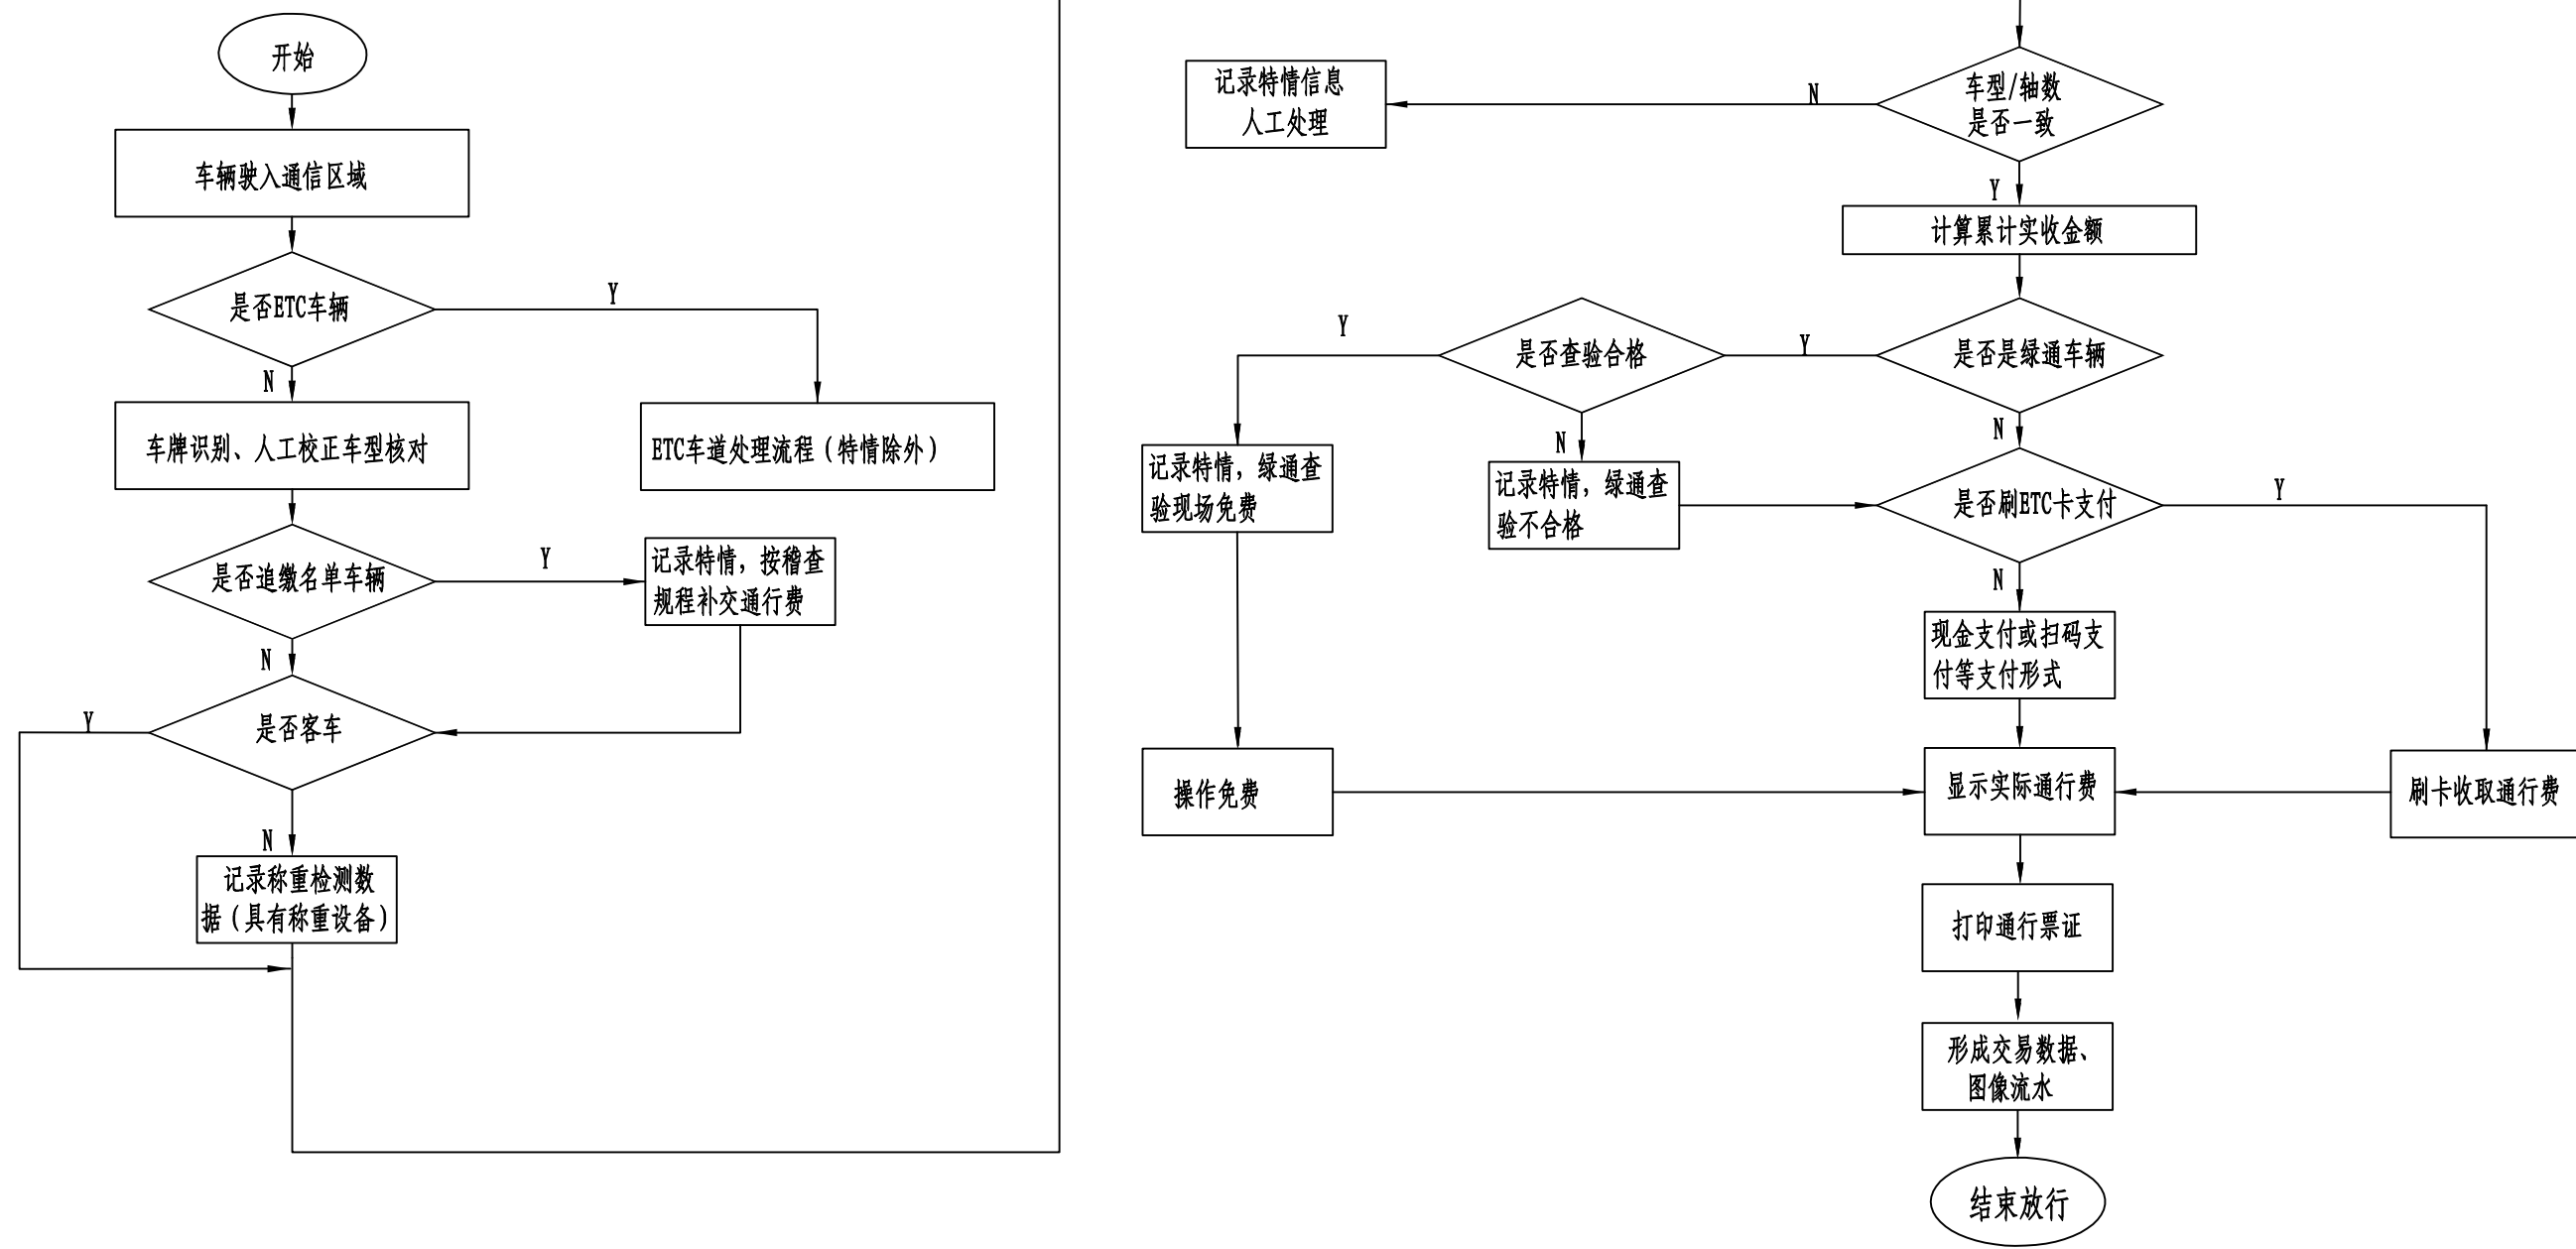 开始
车辆驶入通信区域
是否ETC车辆
Y
N
车牌识别、人工校正车型核对
ETC车道处理流程（特情除外）
是否追缴名单车辆
Y
记录特情，按稽查
规程补交通行费
N
是否客车
Y
N
记录称重检测数
据（具有称重设备）
车型/轴数
是否一致
N
记录特情信息
人工处理
Y
计算累计实收金额
是否是绿通车辆
Y
是否查验合格
Y
N
N
记录特情，绿通查
验现场免费
记录特情，绿通查
验不合格
是否刷ETC卡支付
Y
N
现金支付或扫码支
付等支付形式
操作免费
显示实际通行费
刷卡收取通行费
打印通行票证
形成交易数据、
图像流水
结束放行